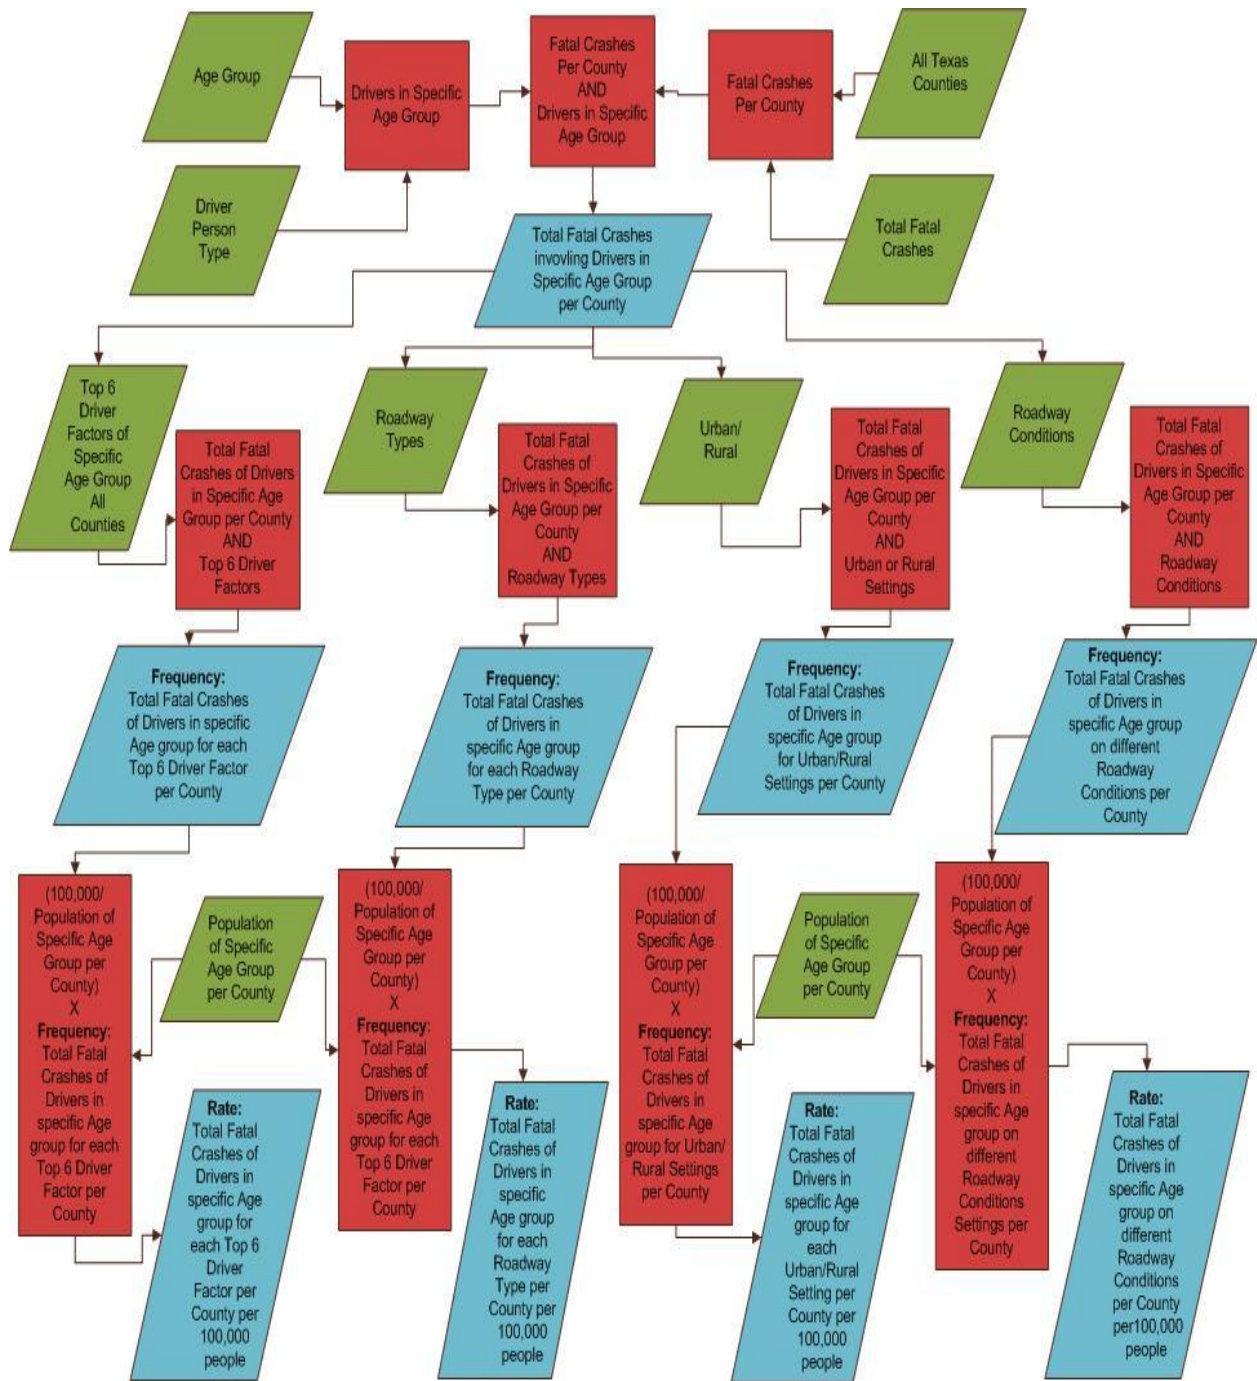 Age Group
Drivers in Specific
Age Group
Fatal Crashes
Per County
AND
Drivers in Specific
Age Group
Fatal Crashes
Per County
All Texas
Counties
Driver
Person
Type
Total Fatal Crashes
invovling Drivers in
Specific Age Group
per County
Total Fatal
Crashes
Top 6
Driver
Factors of
Specific
Age Group
All
Counties
Total Fatal
Crashes of Drivers
in Specific Age
Group per County
AND
Top 6 Driver
Factors
Roadway
Types
Total Fatal
Crashes of
Drivers in Specific
Age Group per
County
AND
Roadway Types
Urban/
Rural
Total Fatal
Crashes of
Drivers in Specific
Age Group per
County
AND
Urban or Rural
Settings
Roadway
Conditions
Total Fatal
Crashes of
Drivers in Specific
Age Group per
County
AND
Roadway
Conditions
Frequency:
Total Fatal Crashes
of Drivers in specific
Age group for each
Top 6 Driver Factor
per County
Frequency:
Total Fatal Crashes
of Drivers in
specific Age group
for each Roadway
Type per County
Frequency:
Total Fatal Crashes
of Drivers in
specific Age group
for Urban/Rural
Settings per County
Frequency:
Total Fatal Crashes
of Drivers in
specific Age group
on different
Roadway
Conditions per
County
(100,000/
Population of
Specific Age
Group per
County)
X
Frequency:
Total Fatal
Crashes of
Drivers in
specific Age
group for each
Top 6 Driver
Factor per
County
Population
of Specific
Age Group
per County
(100,000/
Population of
Specific Age
Group per
County)
X
Frequency:
Total Fatal
Crashes of
Drivers in
specific Age
group for each
Top 6 Driver
Factor per
County
(100,000/
Population of
Specific Age
Group per
County)
X
Frequency:
Total Fatal
Crashes of
Drivers in
specific Age
group for Urban/
Rural Settings
per County
Population
of Specific
Age Group
per County
(100,000/
Population of
Specific Age
Group per
County)
X
Frequency:
Total Fatal
Crashes of
Drivers in
specific Age
group on
different
Roadway
Conditions
Settings per
County
Rate:
Total Fatal
Crashes of
Drivers in
specific Age
group for
each Top 6
Driver
Factor per
County per
100,000
people
Rate:
Total Fatal
Crashes of
Drivers in
specific
Age group
for each
Roadway
Type per
County per
100,000
people
Rate:
Total Fatal
Crashes of
Drivers in
specific Age
group for
each
Urban/Rural
Setting per
County per
100,000
people
Rate:
Total Fatal
Crashes of
Drivers in
specific Age
group on
different
Roadway
Conditions
per County
per100,000
people